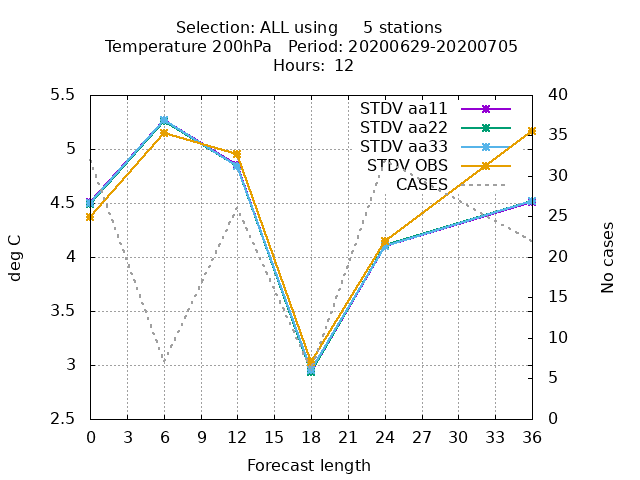 Selection: ALL using     5 stations
Temperature 200hPa   Period: 20200629-20200705
Hours:  12
STDV aa11
STDV aa22
STDV aa33
STDV OBS
CASES
deg C
5.5
5
4.5
4
3.5
3
2.5
No cases
40
35
30
25
20
15
10
5
0
0 3 6 9 12 15 18 21 24 27 30 33 36
Forecast length